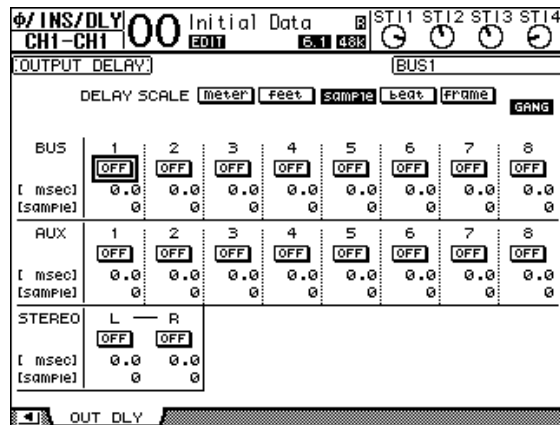 Φ/INS/DLY 00 Initial Data R STI1 STI2 STI3 STI4
CH1-CH1 EDIT 6.1 48k
OUTPUT DELAY BUS1
DELAY SCALE meter feet sample beat frame GANG
BUS 1 2 3 4 5 6 7 8
OFF OFF OFF OFF OFF OFF OFF OFF
[ msec] 0.0 0.0 0.0 0.0 0.0 0.0 0.0 0.0
[sample] 0 0 0 0 0 0 0 0
AUX 1 2 3 4 5 6 7 8
OFF OFF OFF OFF OFF OFF OFF OFF
[ msec] 0.0 0.0 0.0 0.0 0.0 0.0 0.0 0.0
[sample] 0 0 0 0 0 0 0 0
STEREO L — R
OFF OFF
[ msec] 0.0 0.0
[sample] 0 0
OUT DLY